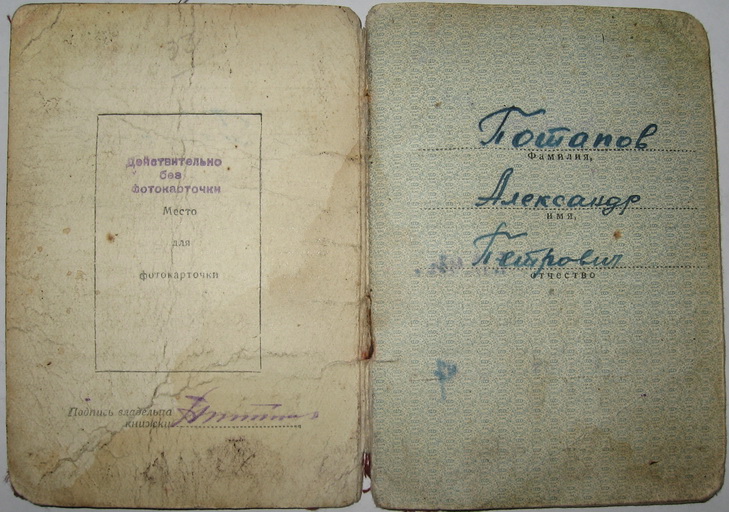 Действительно
без
фотокарточки
Место
для
фотокарточки
Подпись владельца
книжки
Потапов
Фамилия,
Александр
имя,
Петрович
отчество